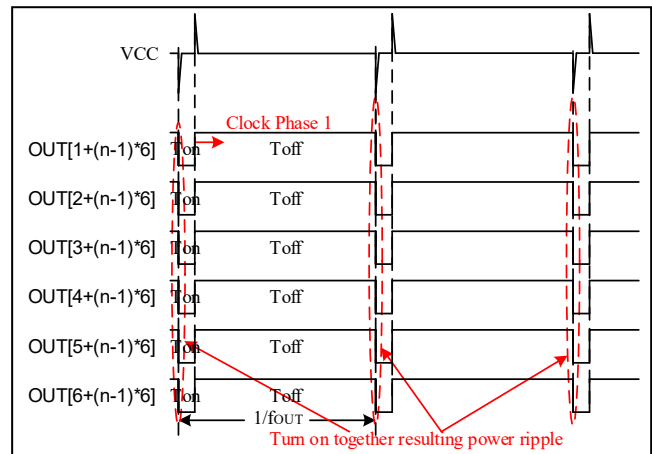 VCC
Clock Phase 1
OUT[1+(n-1)*6] Ton Toff
OUT[2+(n-1)*6] Ton Toff
OUT[3+(n-1)*6] Ton Toff
OUT[4+(n-1)*6] Ton Toff
OUT[5+(n-1)*6] Ton Toff
OUT[6+(n-1)*6] Ton Toff
1/fOUT
Turn on together resulting power ripple